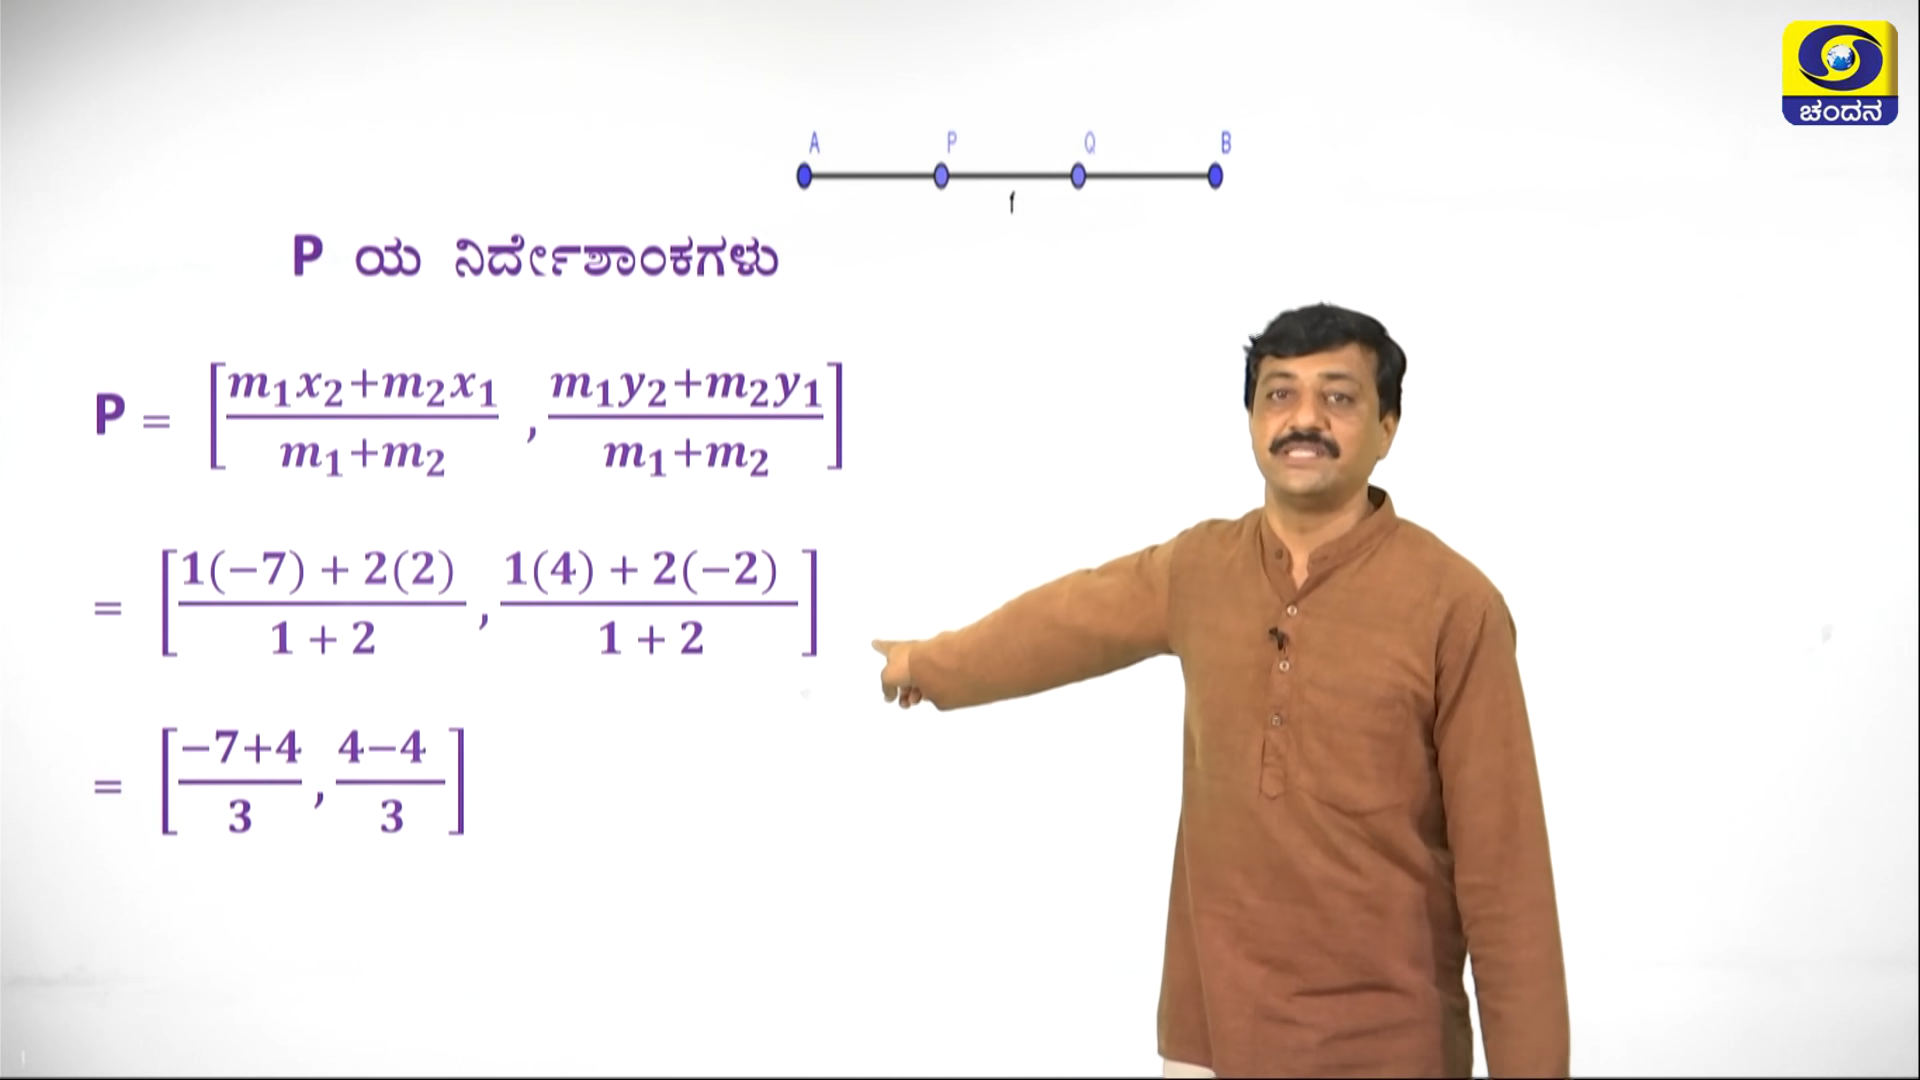 ಚಂದನ
A P Q B
f
P ಯ ನಿರ್ದೇಶಾಂಕಗಳು
P = [m₁x₂+m₂x₁ / m₁+m₂ , m₁y₂+m₂y₁ / m₁+m₂]
= [1(−7) + 2(2) / 1 + 2 , 1(4) + 2(−2) / 1 + 2]
= [−7+4 / 3 , 4−4 / 3]